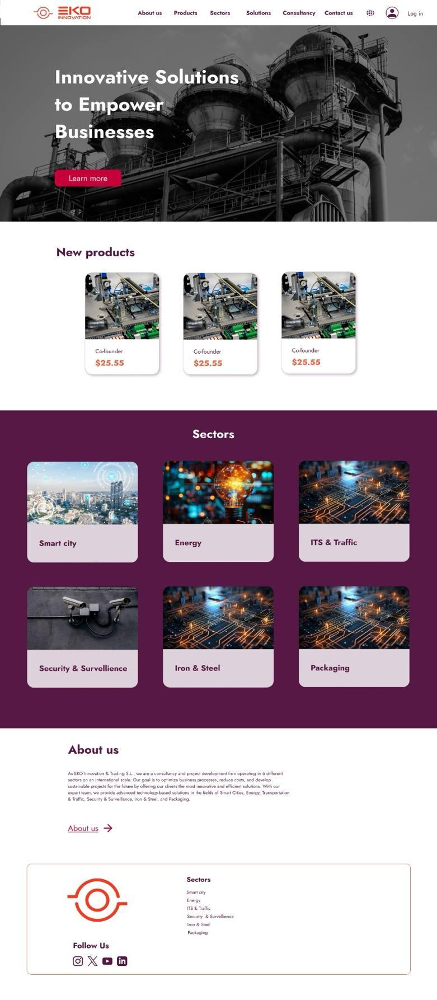 EKO
INNOVATION
About us Products Sectors Solutions Consultancy Contact us Log in
Innovative Solutions
to Empower
Businesses
Learn more
New products
Co-founder
$25.55
Co-founder
$25.55
Co-founder
$25.55
Sectors
Smart city
Energy
ITS & Traffic
Security & Survellience
Iron & Steel
Packaging
About us
As EKO Innovation & Trading S.L., we are a consultancy and project development firm operating in 6 different
sectors on an international scale. Our goal is to optimize business processes, reduce costs, and develop
sustainable projects for the future by offering our clients the most innovative and efficient solutions. With our
expert team, we provide advanced technology-based solutions in the fields of Smart Cities, Energy, Transportation
& Traffic, Security & Surveillance, Iron & Steel, and Packaging.
About us
Sectors
Smart city
Energy
ITS & Traffic
Security & Survellience
Iron & Steel
Packaging
Follow Us